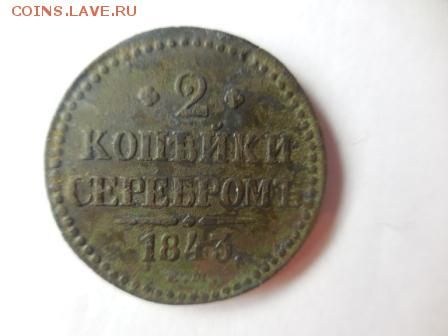 COINS.LAVE.RU
2
КОПѢЙКИ
СЕРЕБРОМЪ
1843